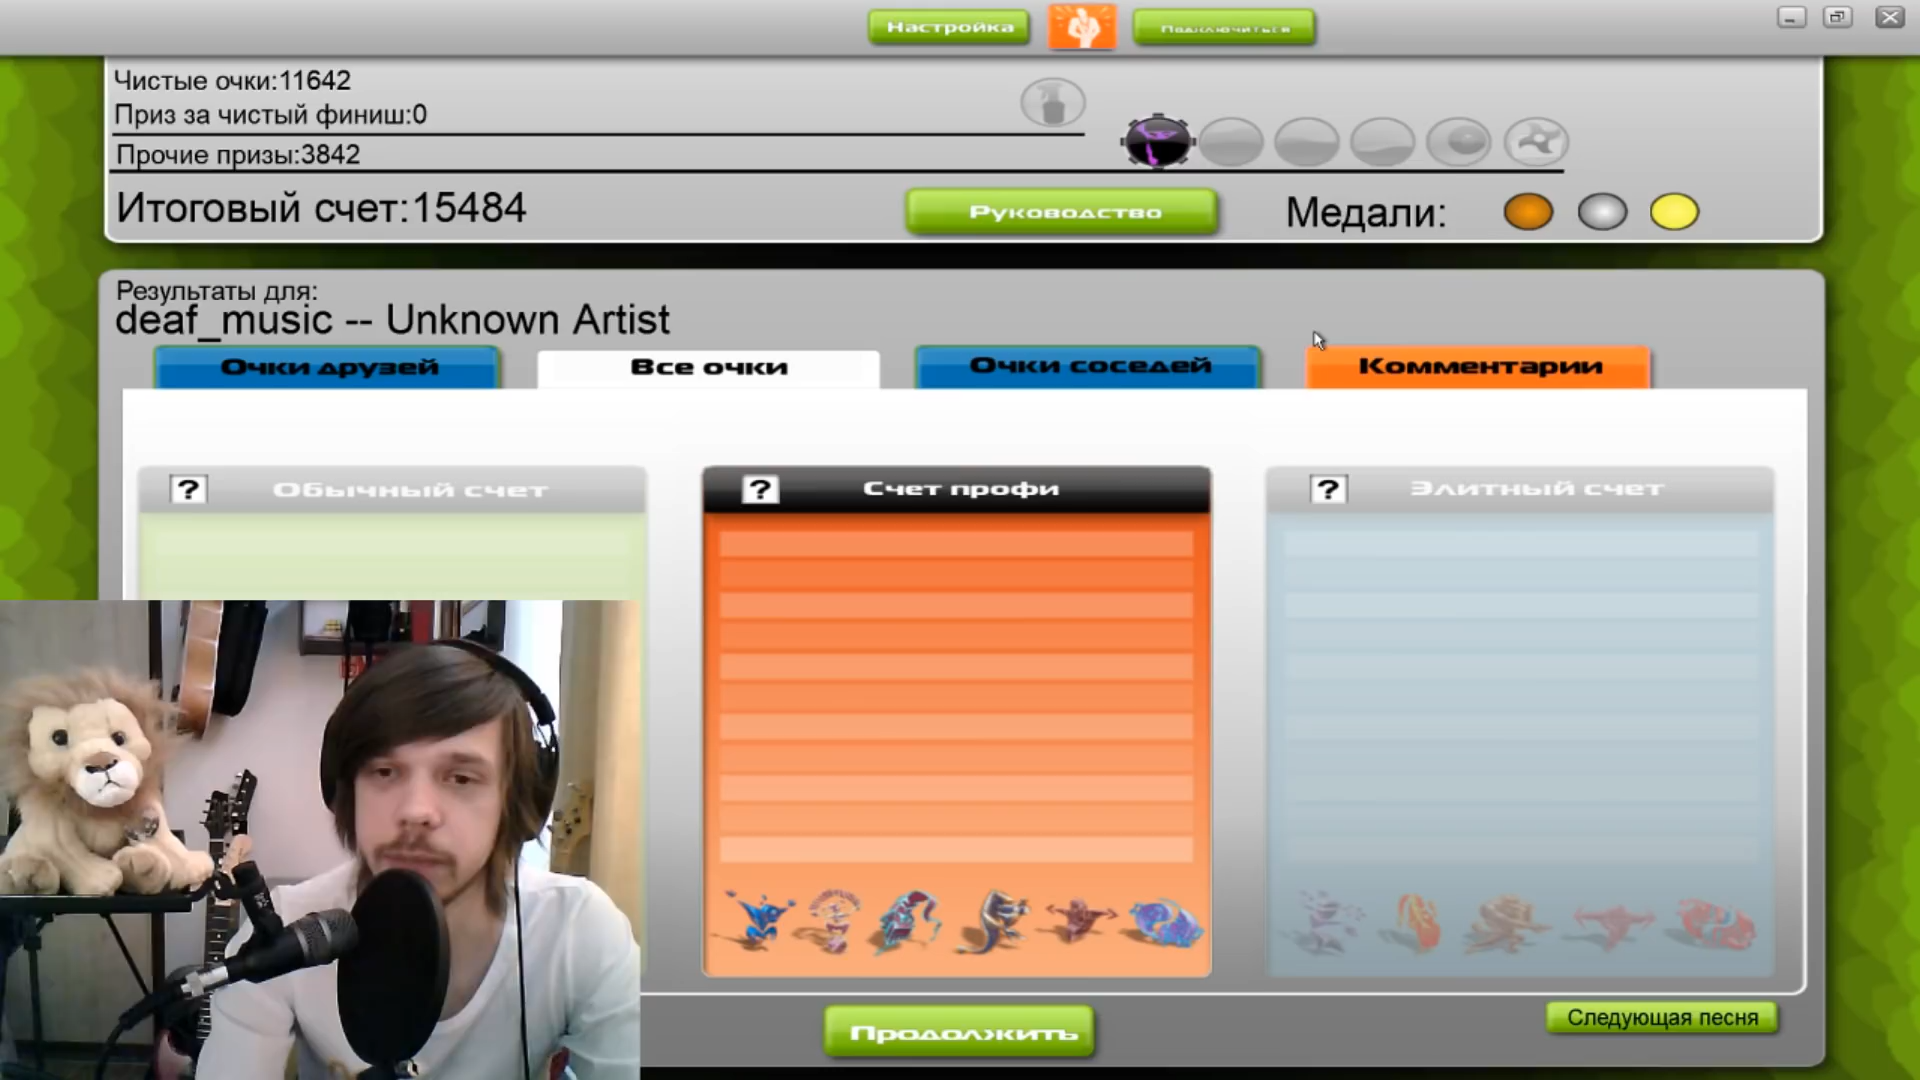 Настройка
Подключиться
Чистые очки:11642
Приз за чистый финиш:0
Прочие призы:3842
Итоговый счет:15484
Руководство
Медали:
Результаты для:
deaf_music -- Unknown Artist
Очки друзей
Все очки
Очки соседей
Комментарии
? Обычный счет
? Счет профи
? Элитный счет
Продолжить
Следующая песня